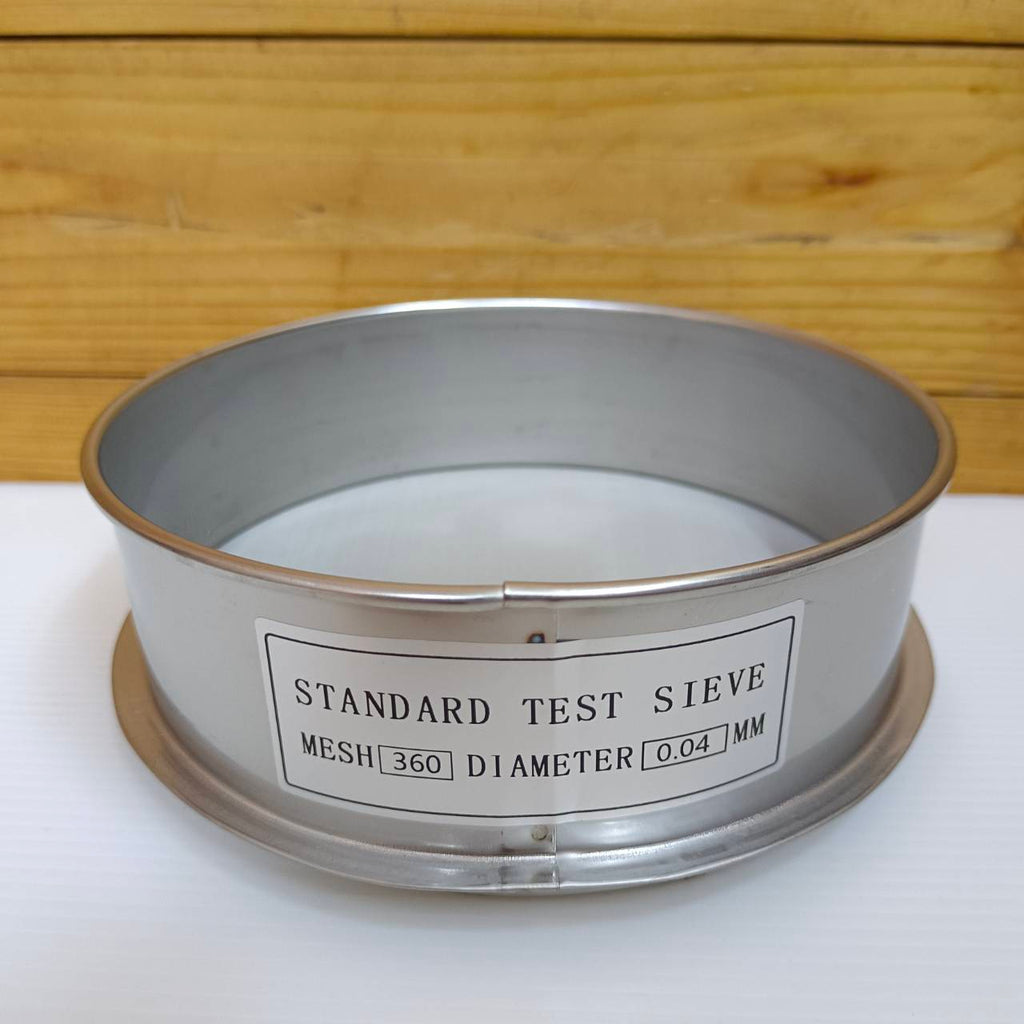 STANDARD TEST SIEVE
MESH 360 DIAMETER 0.04 MM